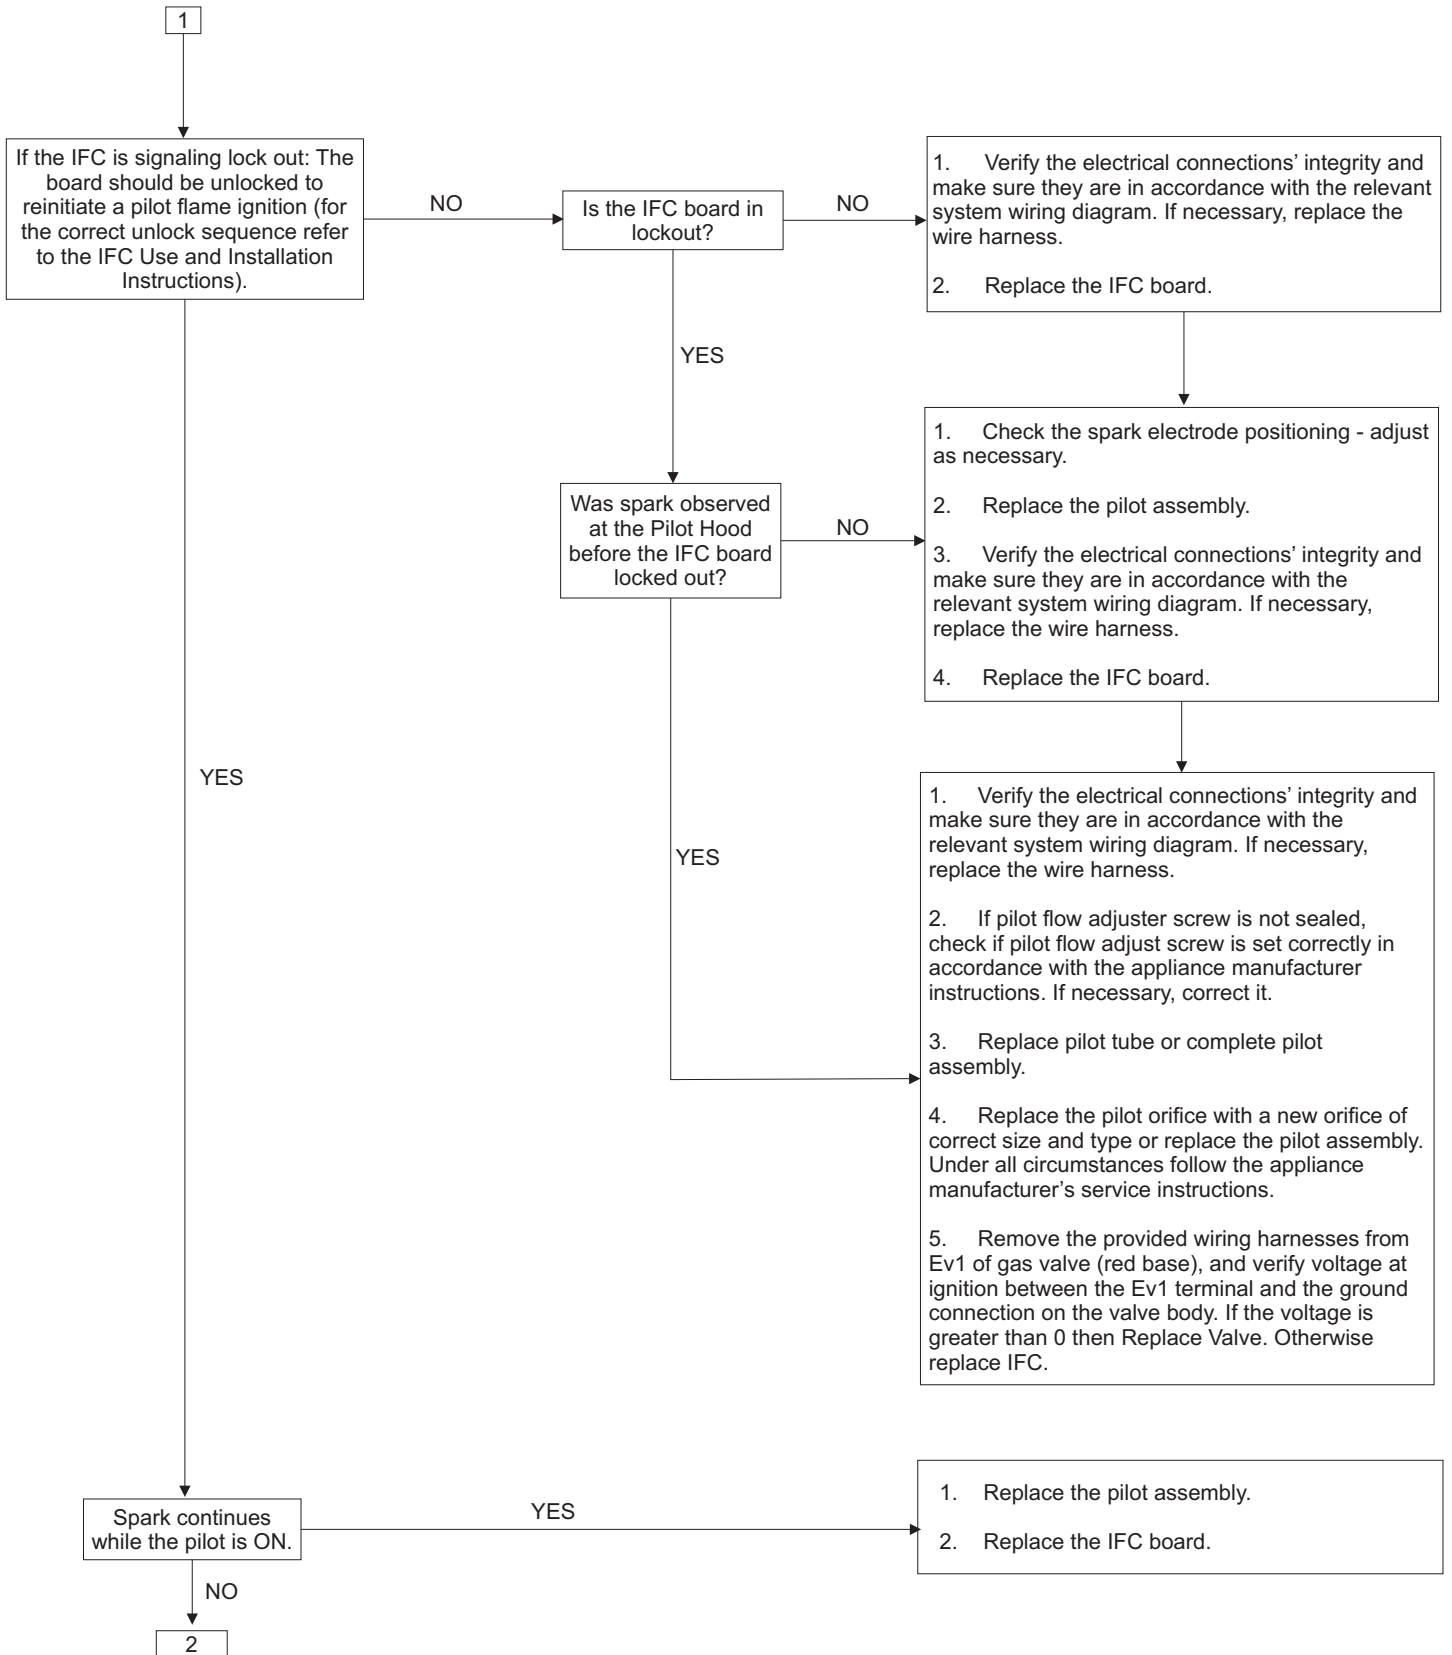 1
If the IFC is signaling lock out: The
board should be unlocked to
reinitiate a pilot flame ignition (for
the correct unlock sequence refer
to the IFC Use and Installation
Instructions).
NO
Is the IFC board in
lockout?
NO
1. Verify the electrical connections’ integrity and
make sure they are in accordance with the relevant
system wiring diagram. If necessary, replace the
wire harness.
2. Replace the IFC board.
YES
Was spark observed
at the Pilot Hood
before the IFC board
locked out?
NO
1. Check the spark electrode positioning - adjust
as necessary.
2. Replace the pilot assembly.
3. Verify the electrical connections’ integrity and
make sure they are in accordance with the
relevant system wiring diagram. If necessary,
replace the wire harness.
4. Replace the IFC board.
YES
YES
1. Verify the electrical connections’ integrity and
make sure they are in accordance with the
relevant system wiring diagram. If necessary,
replace the wire harness.
2. If pilot flow adjuster screw is not sealed,
check if pilot flow adjust screw is set correctly in
accordance with the appliance manufacturer
instructions. If necessary, correct it.
3. Replace pilot tube or complete pilot
assembly.
4. Replace the pilot orifice with a new orifice of
correct size and type or replace the pilot assembly.
Under all circumstances follow the appliance
manufacturer’s service instructions.
5. Remove the provided wiring harnesses from
Ev1 of gas valve (red base), and verify voltage at
ignition between the Ev1 terminal and the ground
connection on the valve body. If the voltage is
greater than 0 then Replace Valve. Otherwise
replace IFC.
Spark continues
while the pilot is ON.
YES
1. Replace the pilot assembly.
2. Replace the IFC board.
NO
2